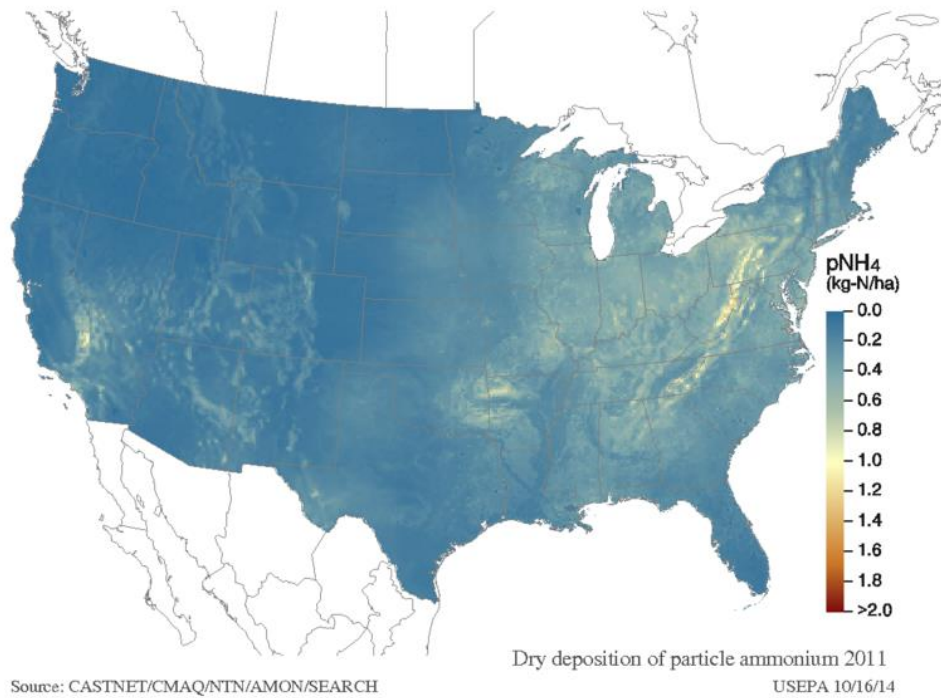 pNH4
(kg-N/ha)
0.0
0.2
0.4
0.6
0.8
1.0
1.2
1.4
1.6
1.8
>2.0
Dry deposition of particle ammonium 2011
Source: CASTNET/CMAQ/NTN/AMON/SEARCH
USEPA 10/16/14